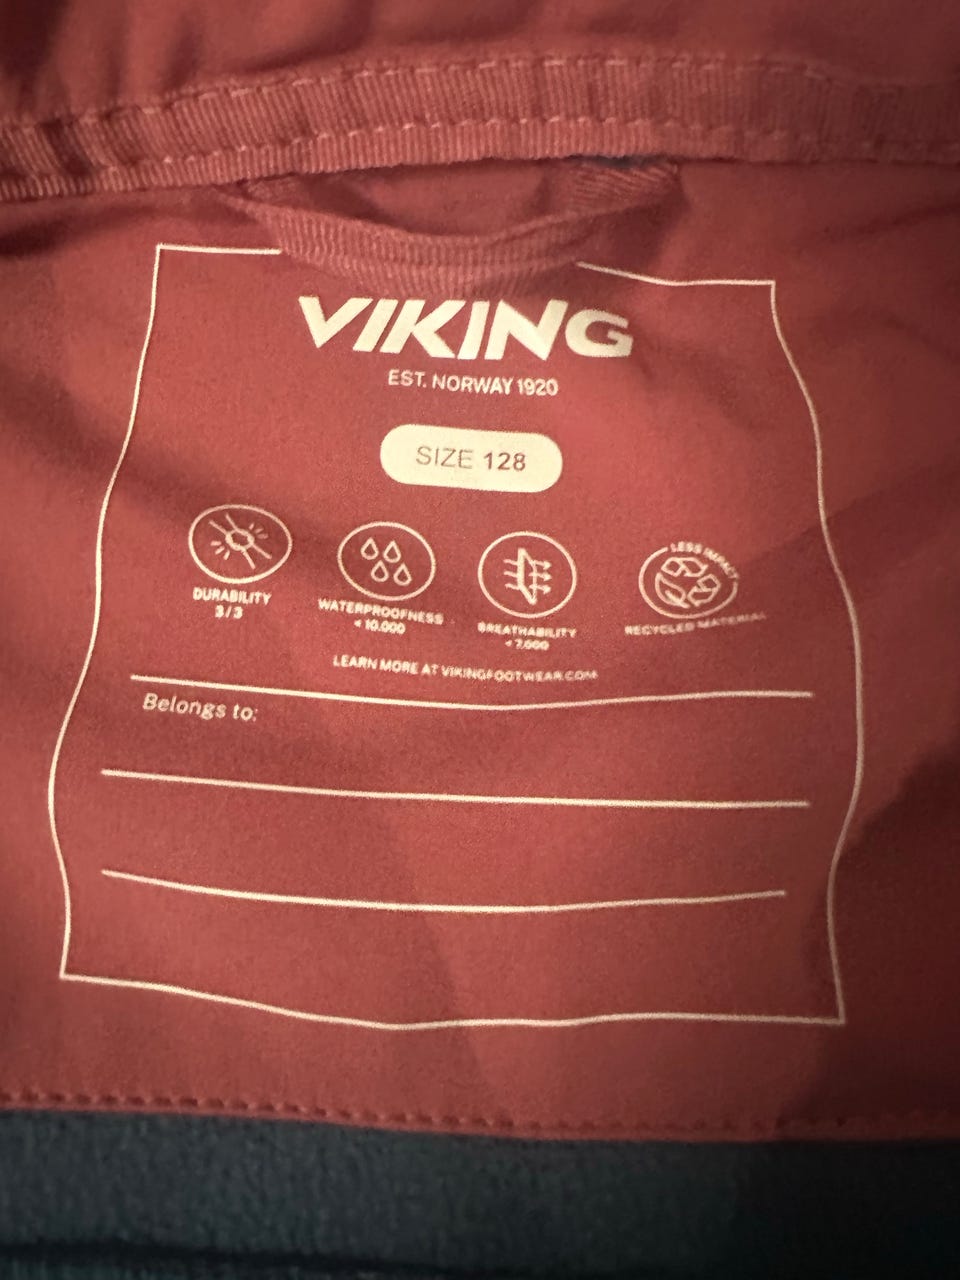 VIKING
EST. NORWAY 1920
SIZE 128
DURABILITY
3/3
WATERPROOFNESS
< 10.000
BREATHABILITY
< 7.000
LESS IMPACT
RECYCLED MATERIAL
LEARN MORE AT VIKINGFOOTWEAR.COM
Belongs to: